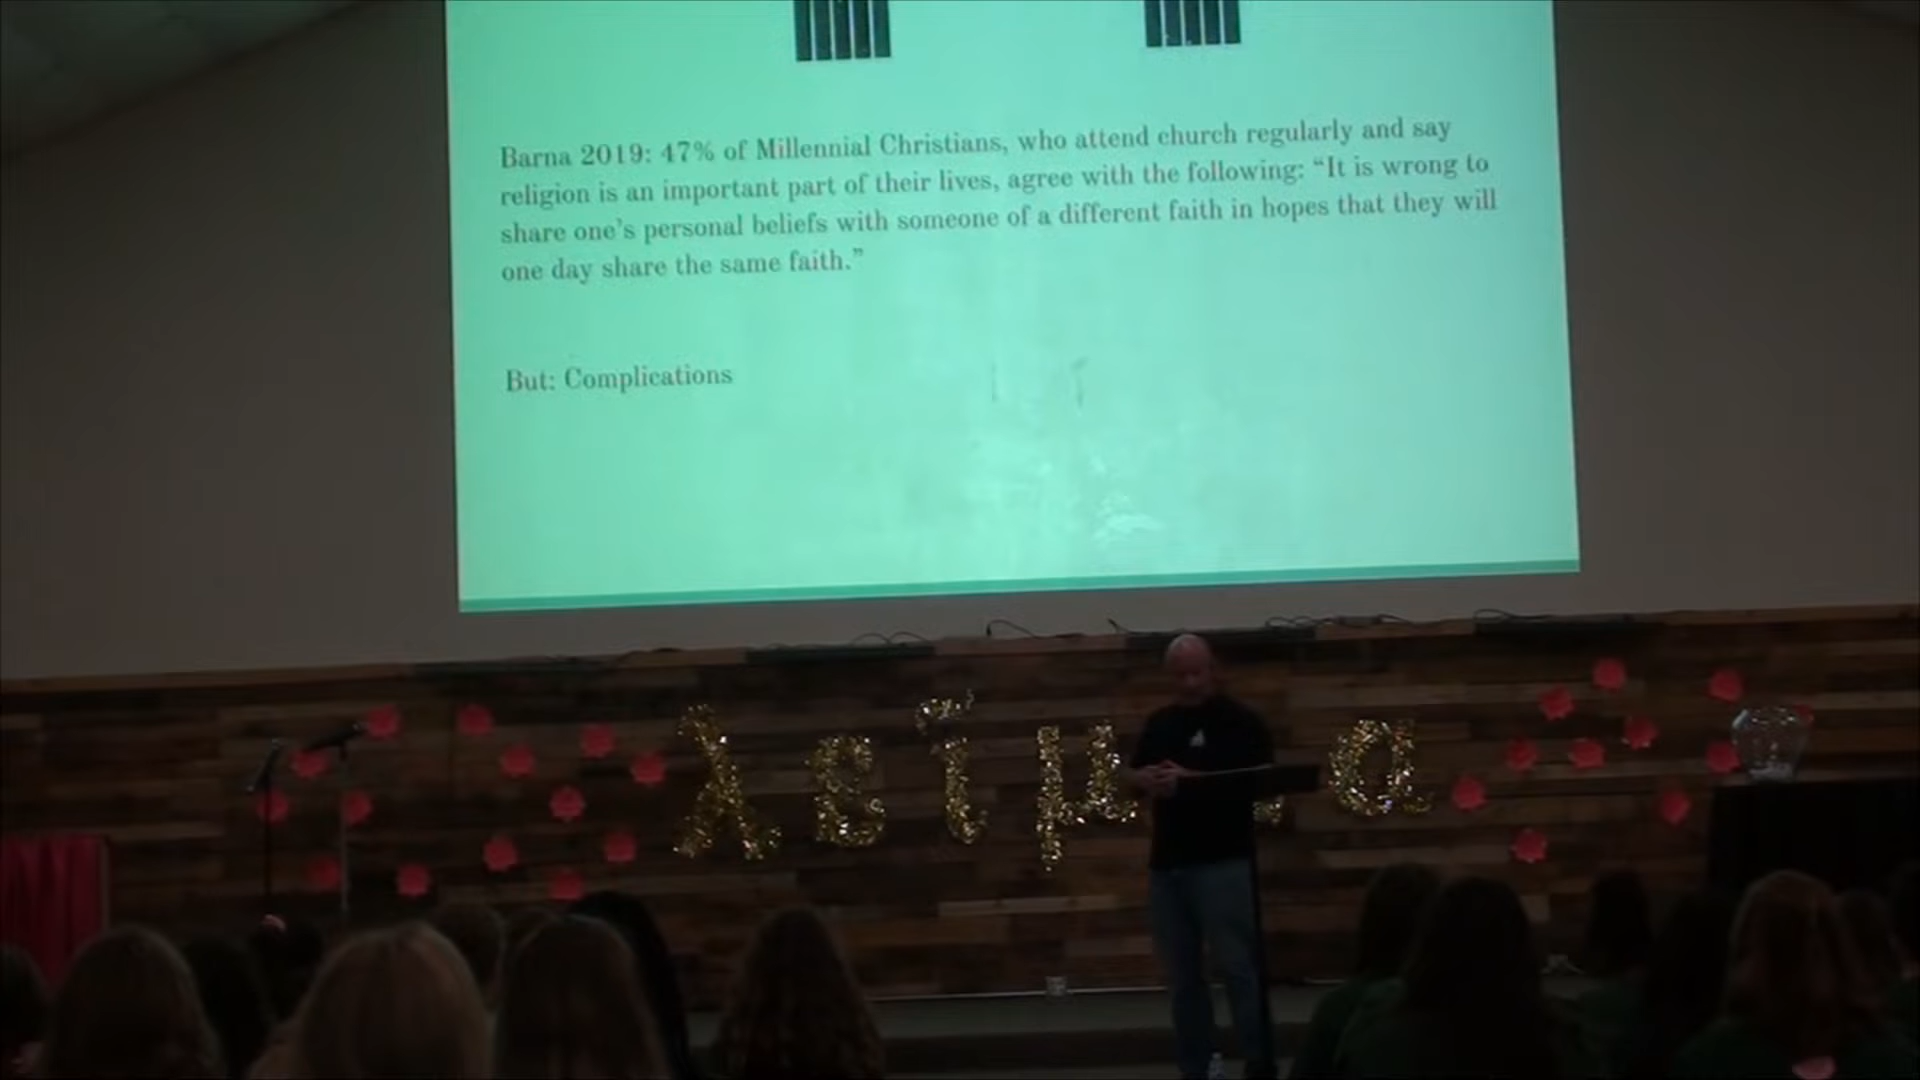 Barna 2019: 47% of Millennial Christians, who attend church regularly and say
religion is an important part of their lives, agree with the following: “It is wrong to
share one’s personal beliefs with someone of a different faith in hopes that they will
one day share the same faith.”
But: Complications
λεῖμ α